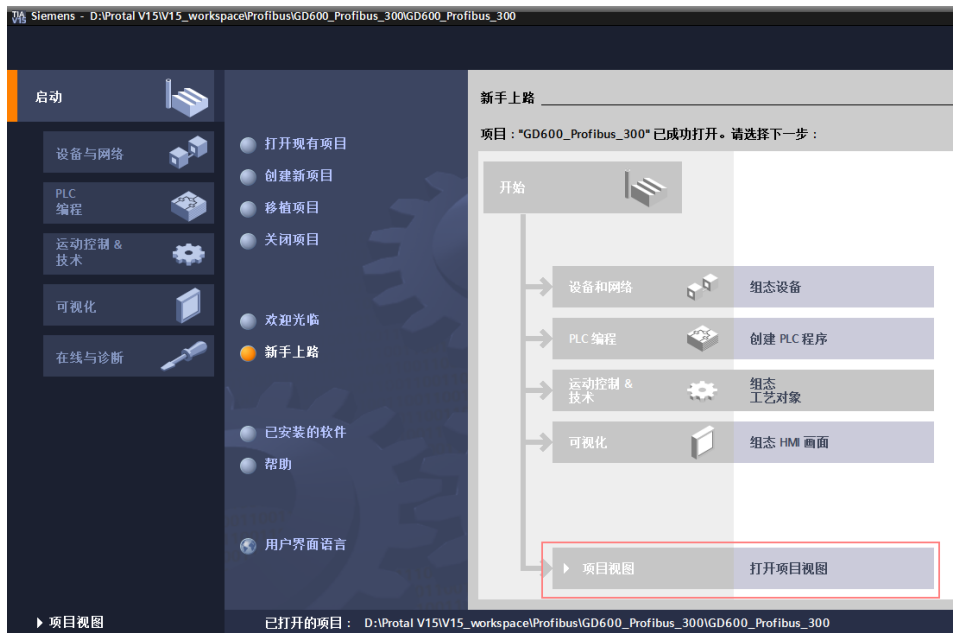 Siemens - D:\Protal V15\V15_workspace\Profibus\GD600_Profibus_300\GD600_Profibus_300
启动
设备与网络
PLC
编程
运动控制 &
技术
可视化
在线与诊断
打开现有项目
创建新项目
移植项目
关闭项目
欢迎光临
新手上路
已安装的软件
帮助
用户界面语言
新手上路
项目："GD600_Profibus_300" 已成功打开。请选择下一步：
开始
设备和网络
组态设备
PLC 编程
创建 PLC 程序
运动控制 &
技术
组态
工艺对象
可视化
组态 HMI 画面
项目视图
打开项目视图
项目视图
已打开的项目： D:\Protal V15\V15_workspace\Profibus\GD600_Profibus_300\GD600_Profibus_300